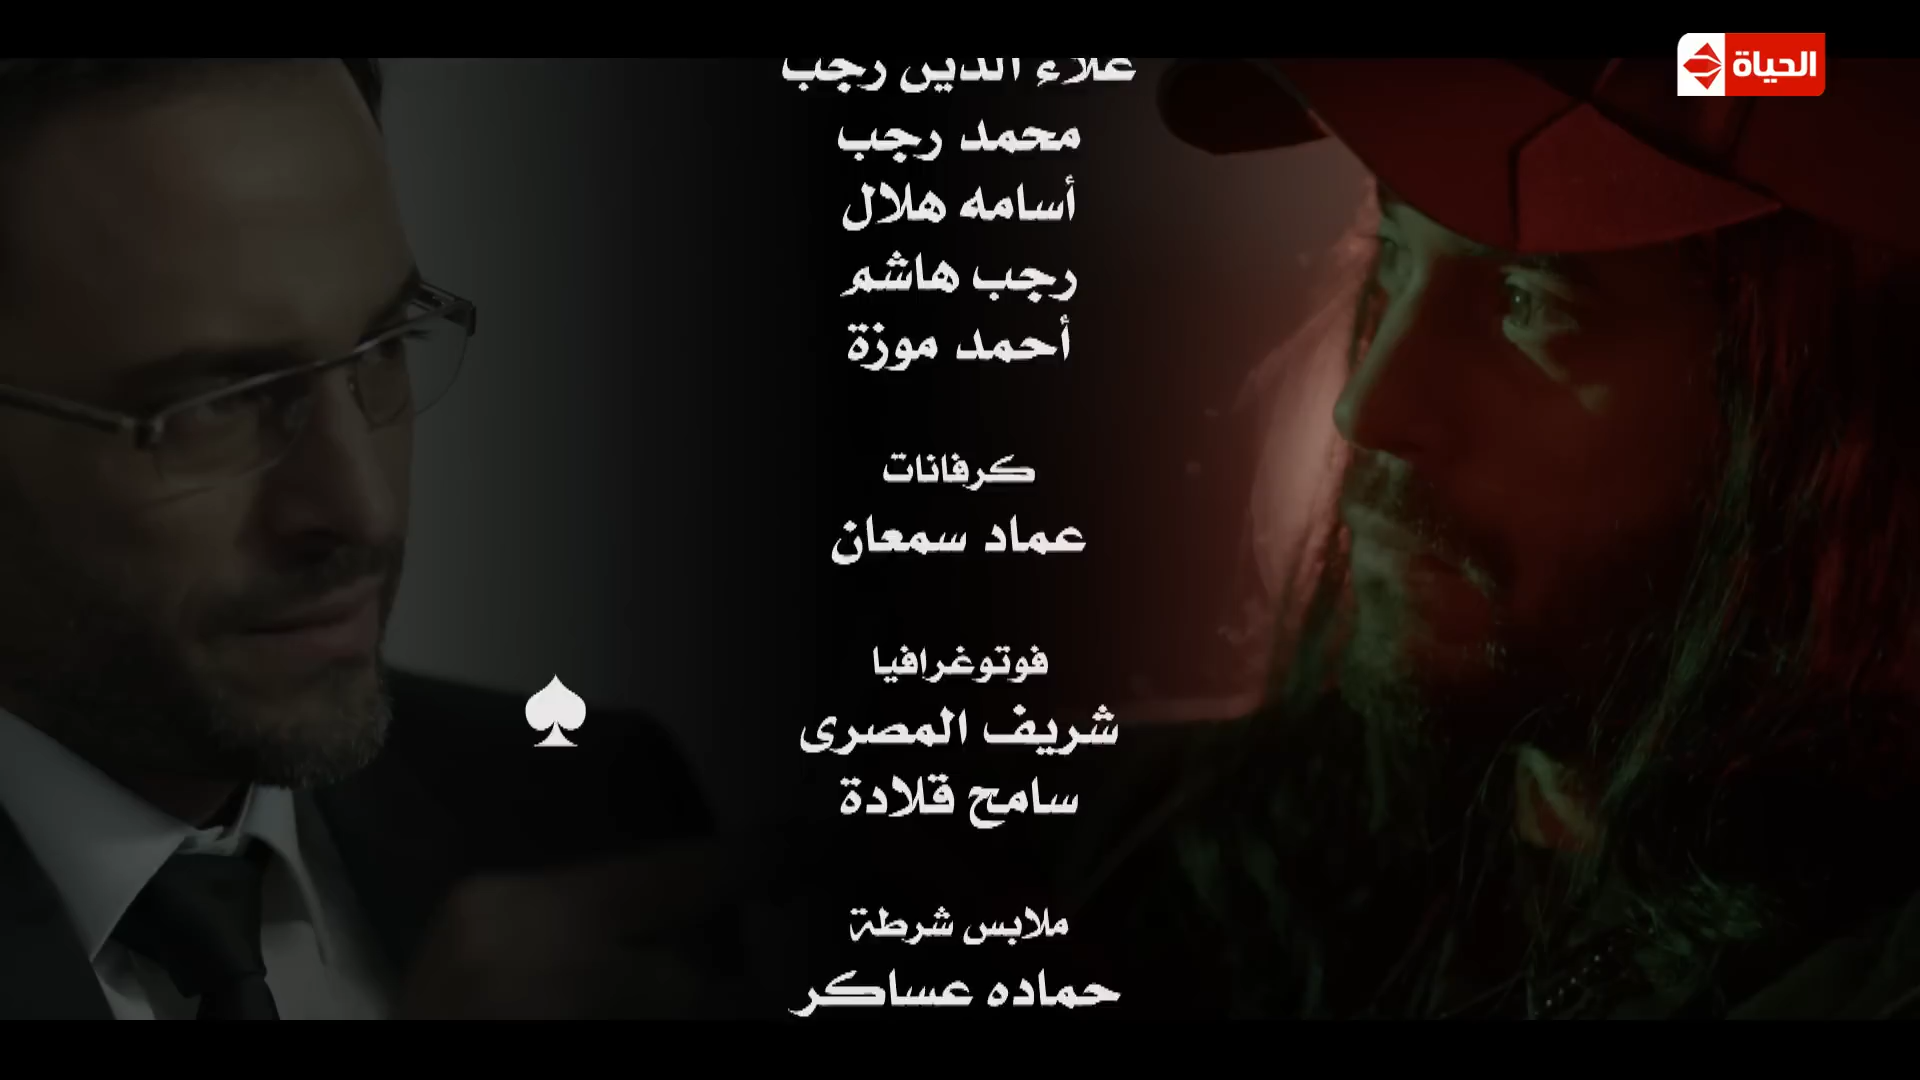 الحياة
علاء الدين رجب
محمد رجب
أسامه هلال
رجب هاشم
أحمد موزة
كرفانات
عماد سمعان
فوتوغرافيا
شريف المصرى
سامح قلادة
ملابس شرطة
حماده عساكر